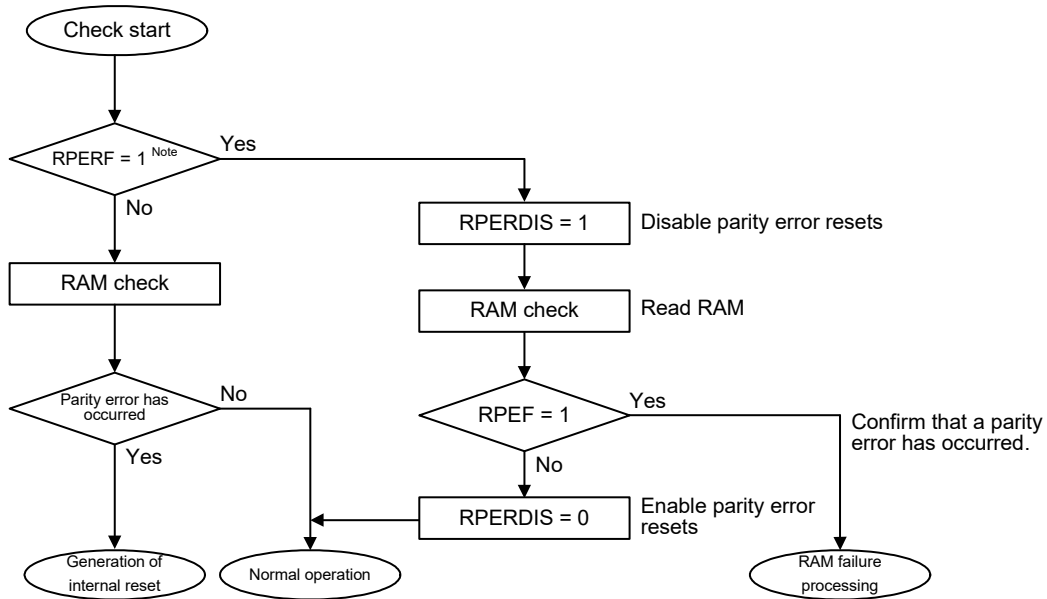 Check start
RPERF = 1 Note
Yes
No
RPERDIS = 1
Disable parity error resets
RAM check
RAM check
Read RAM
Parity error has
occurred
No
Yes
RPEF = 1
Yes
No
Confirm that a parity
error has occurred.
RPERDIS = 0
Enable parity error
resets
Generation of
internal reset
Normal operation
RAM failure
processing